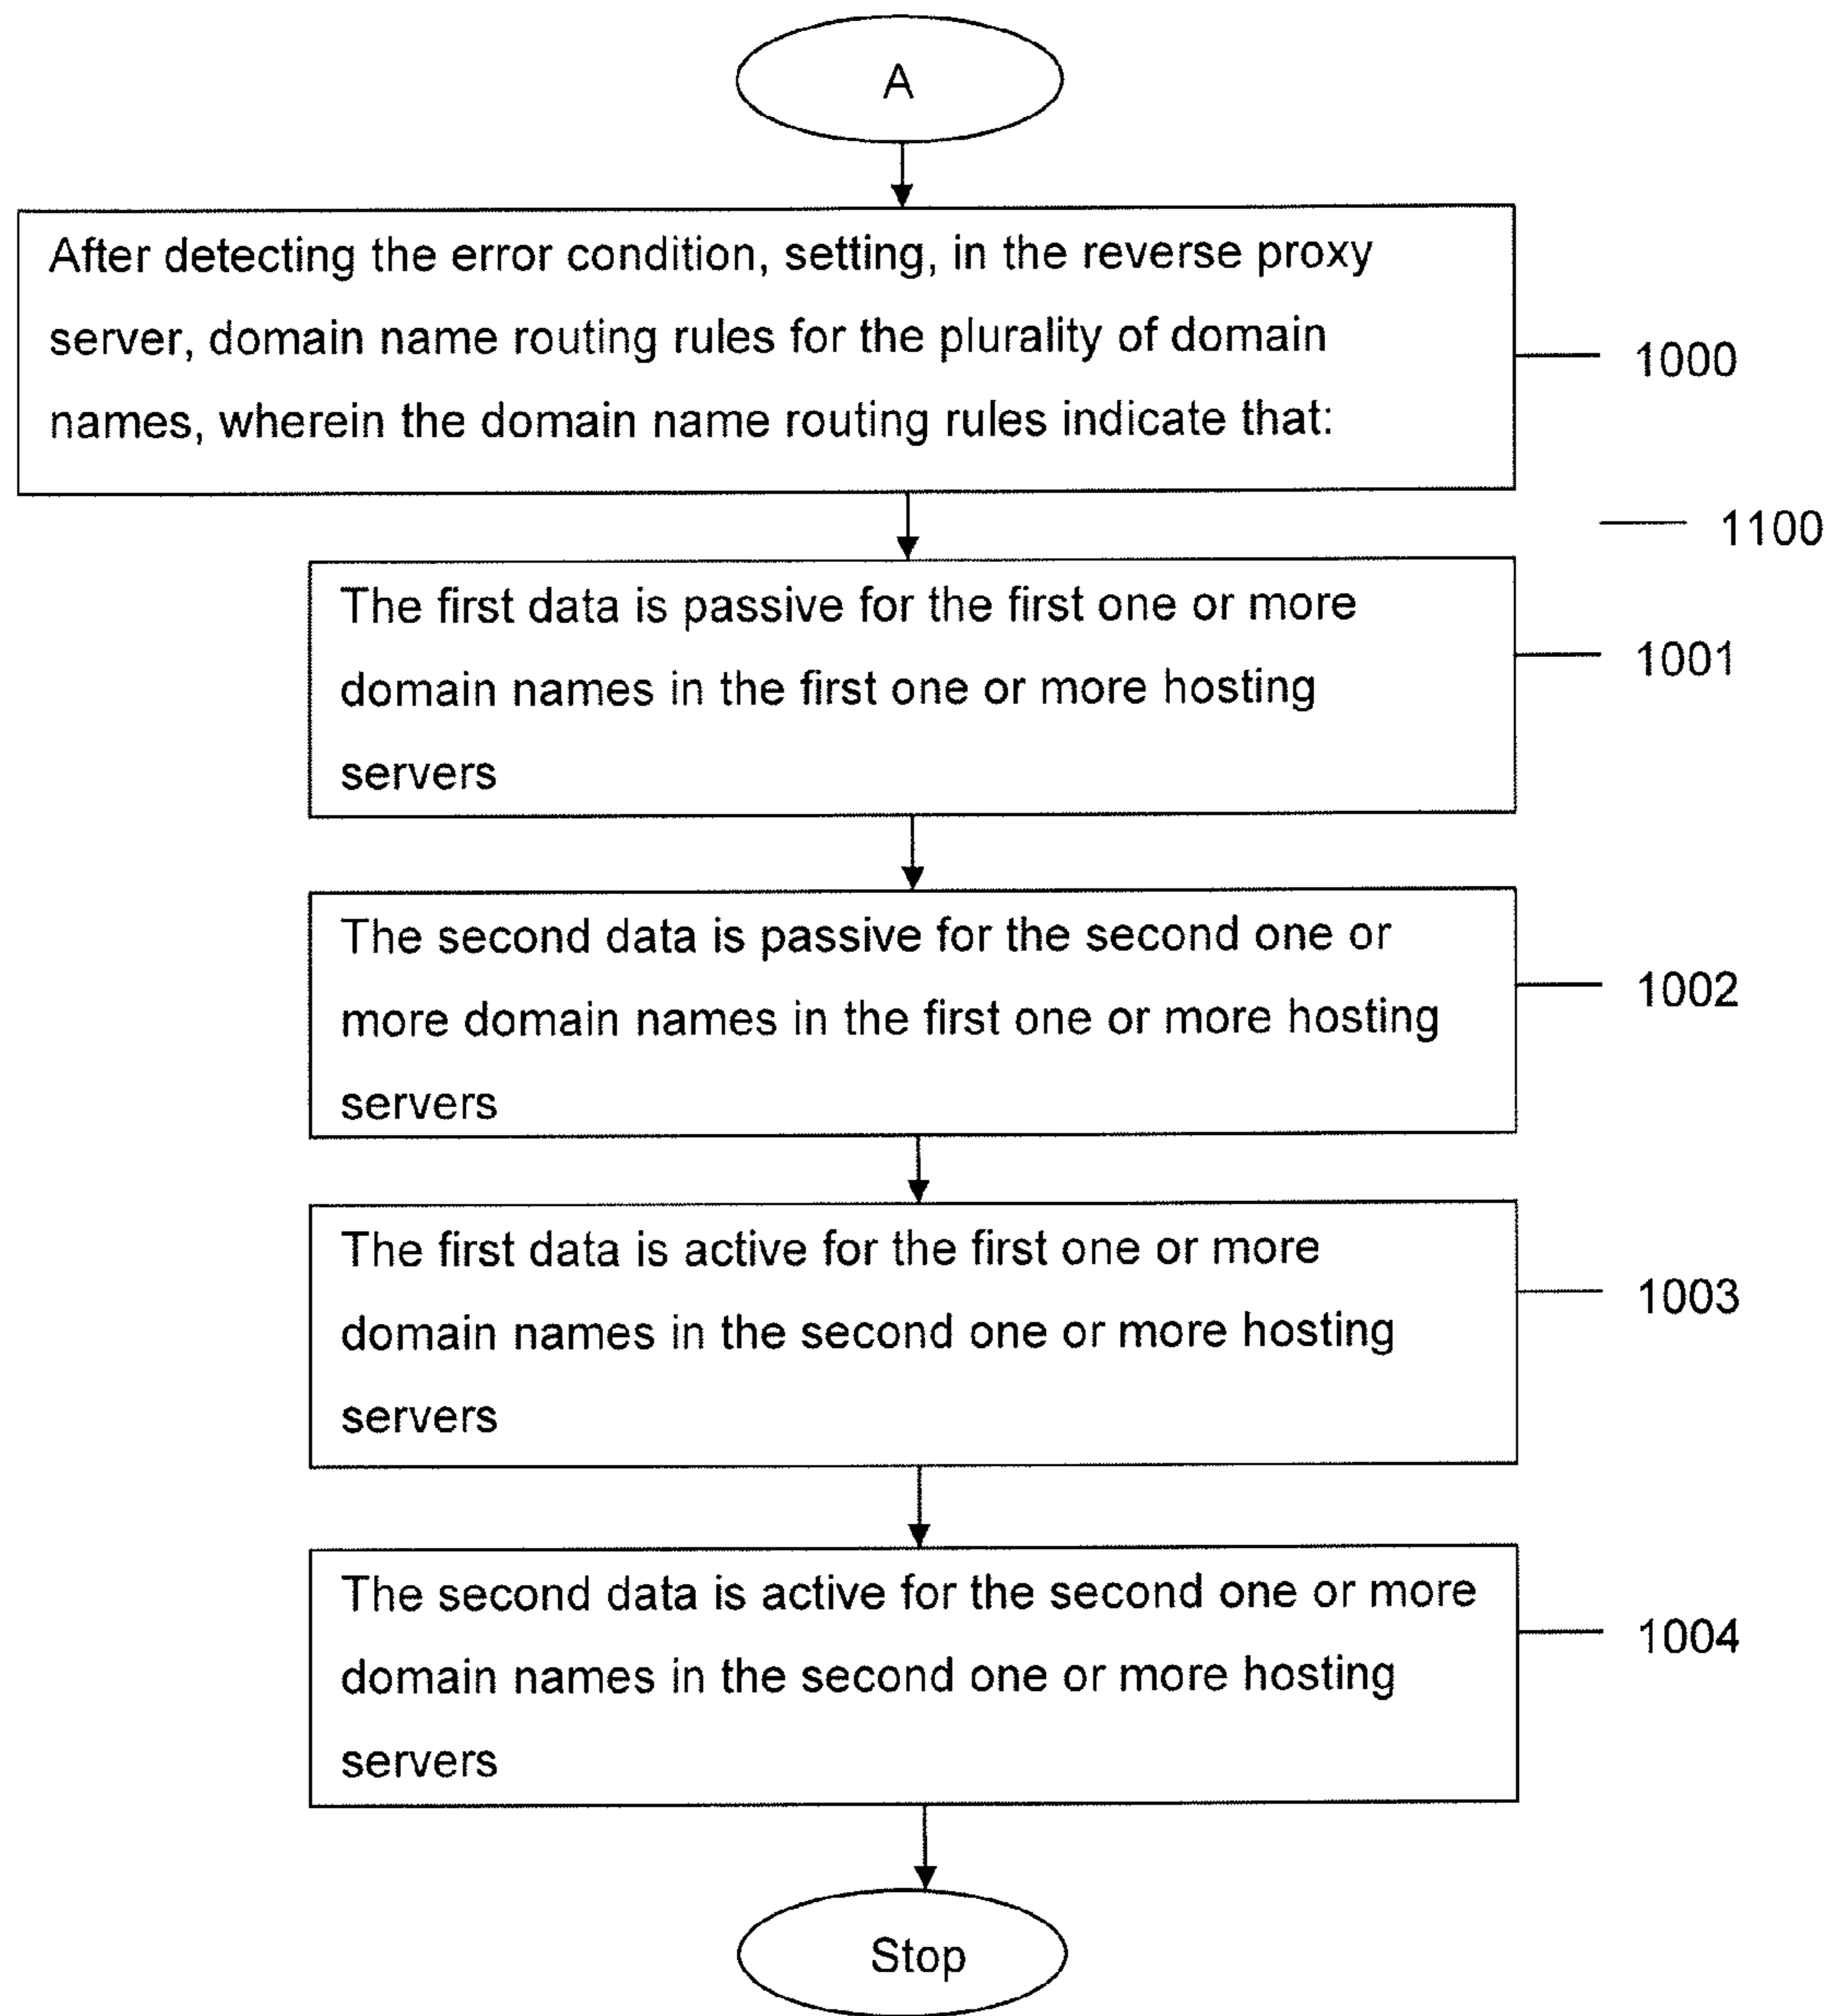 A
After detecting the error condition, setting, in the reverse proxy
server, domain name routing rules for the plurality of domain
names, wherein the domain name routing rules indicate that:
1000
1100
The first data is passive for the first one or more
domain names in the first one or more hosting
servers
1001
The second data is passive for the second one or
more domain names in the first one or more hosting
servers
1002
The first data is active for the first one or more
domain names in the second one or more hosting
servers
1003
The second data is active for the second one or more
domain names in the second one or more hosting
servers
1004
Stop